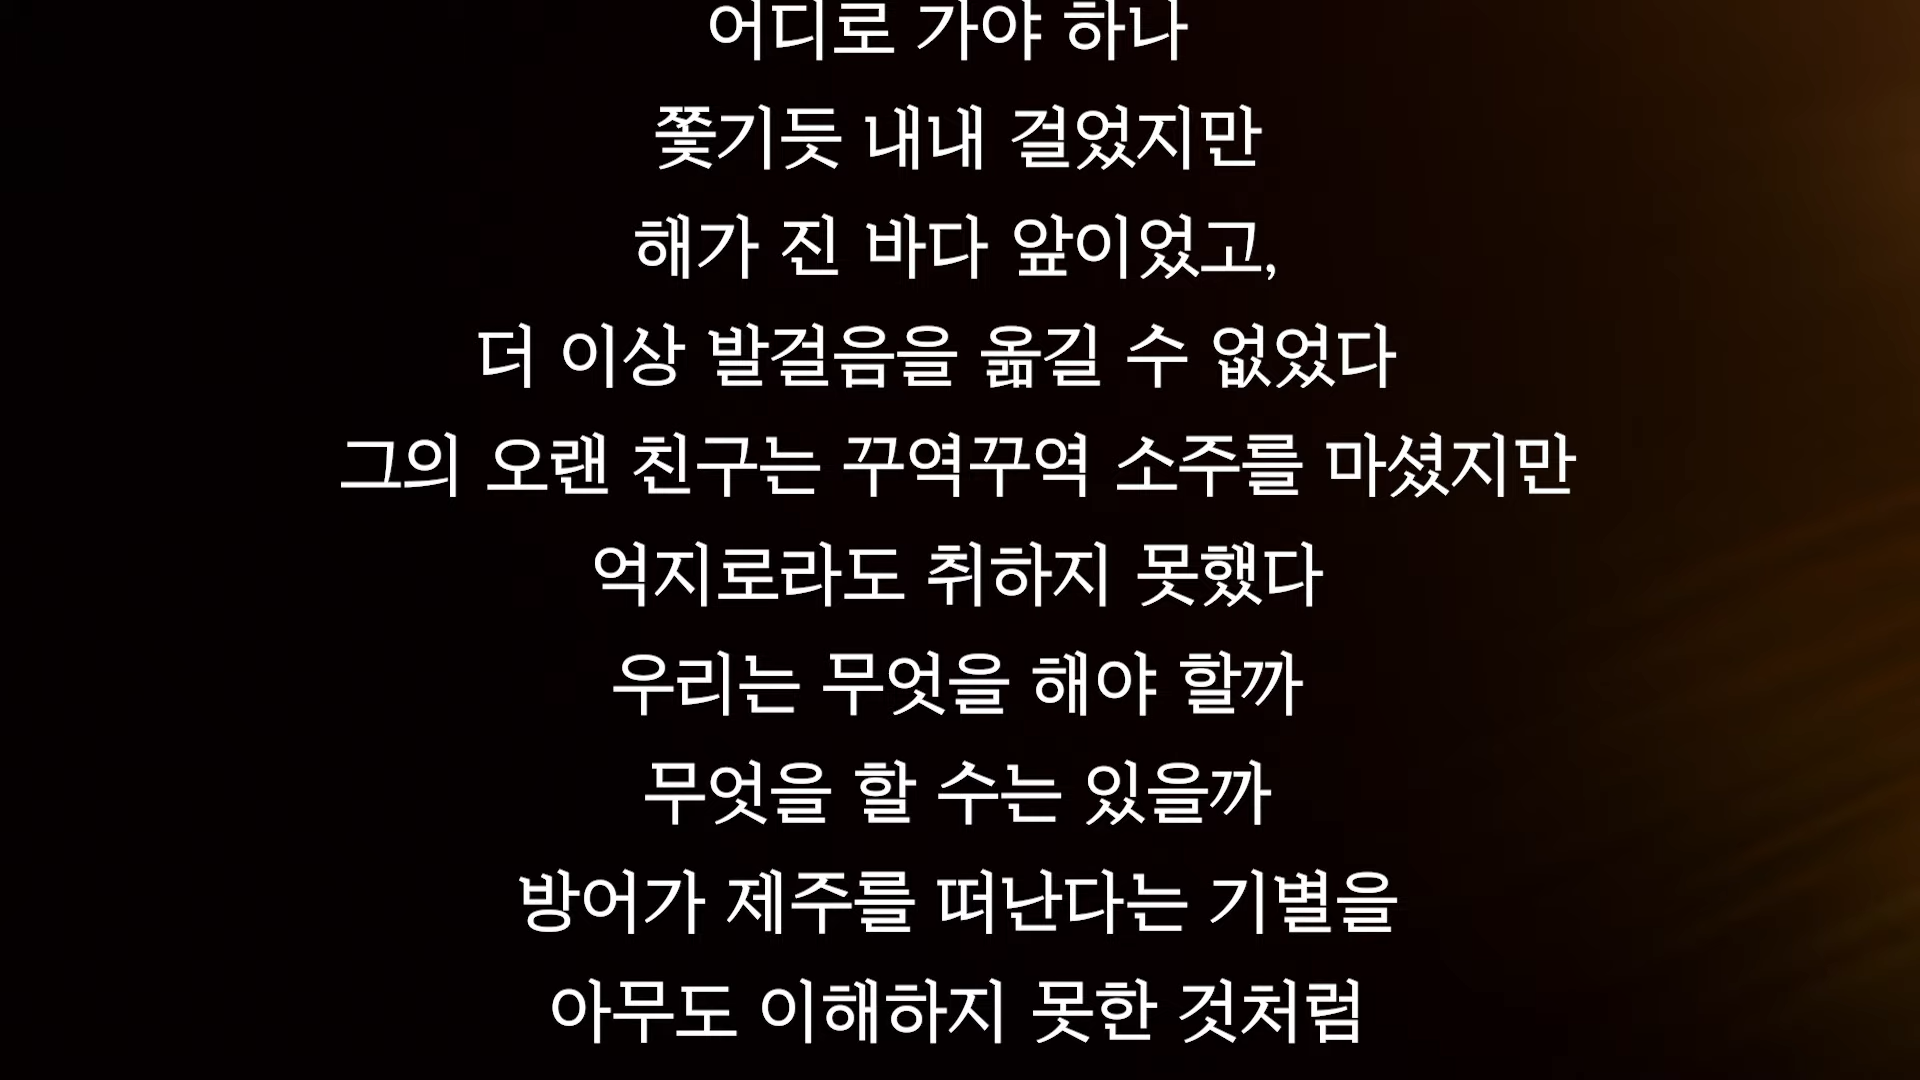 어디로 가야 하나
쫓기듯 내내 걸었지만
해가 진 바다 앞이었고,
더 이상 발걸음을 옮길 수 없었다
그의 오랜 친구는 꾸역꾸역 소주를 마셨지만
억지로라도 취하지 못했다
우리는 무엇을 해야 할까
무엇을 할 수는 있을까
방어가 제주를 떠난다는 기별을
아무도 이해하지 못한 것처럼